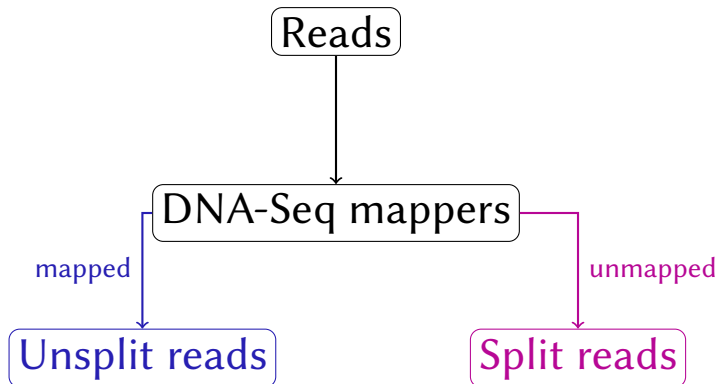 Reads
DNA-Seq mappers
mapped
unmapped
Unsplit reads
Split reads